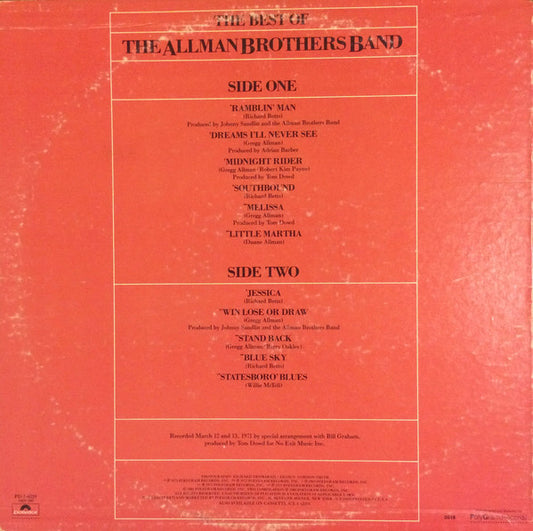 THE BEST OF
THE ALLMAN BROTHERS BAND
SIDE ONE
RAMBLIN' MAN
(Richard Betts)
Produced by Johnny Sandlin and the Allman Brothers Band
DREAMS I'LL NEVER SEE
(Gregg Allman)
Produced by Adrian Barber
MIDNIGHT RIDER
(Gregg Allman/Robert Kim Payne)
Produced by Tom Dowd
SOUTHBOUND
(Richard Betts)
MELISSA
(Gregg Allman)
Produced by Tom Dowd
LITTLE MARTHA
(Duane Allman)
SIDE TWO
JESSICA
(Richard Betts)
WIN LOSE OR DRAW
(Gregg Allman)
Produced by Johnny Sandlin and the Allman Brothers Band
STAND BACK
(Gregg Allman/Berry Oakley)
BLUE SKY
(Richard Betts)
STATESBORO' BLUES
(Willie McTell)
Recorded March 12 and 13, 1971 by special arrangement with Bill Graham,
produced by Tom Dowd for No Exit Music Inc.